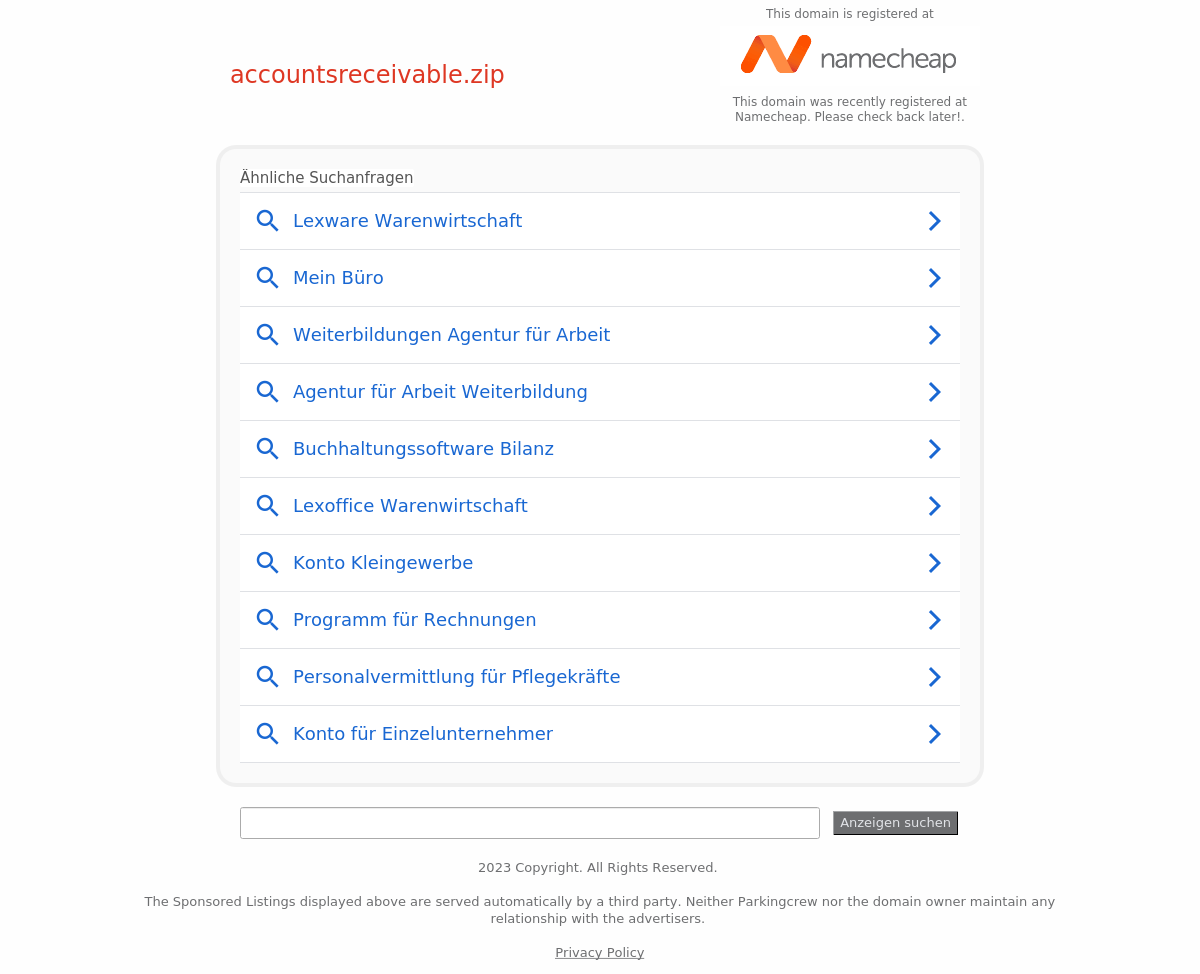 This domain is registered at
namecheap
accountsreceivable.zip
This domain was recently registered at
Namecheap. Please check back later!.
Ähnliche Suchanfragen
Lexware Warenwirtschaft
Mein Büro
Weiterbildungen Agentur für Arbeit
Agentur für Arbeit Weiterbildung
Buchhaltungssoftware Bilanz
Lexoffice Warenwirtschaft
Konto Kleingewerbe
Programm für Rechnungen
Personalvermittlung für Pflegekräfte
Konto für Einzelunternehmer
Anzeigen suchen
2023 Copyright. All Rights Reserved.
The Sponsored Listings displayed above are served automatically by a third party. Neither Parkingcrew nor the domain owner maintain any
relationship with the advertisers.
Privacy Policy